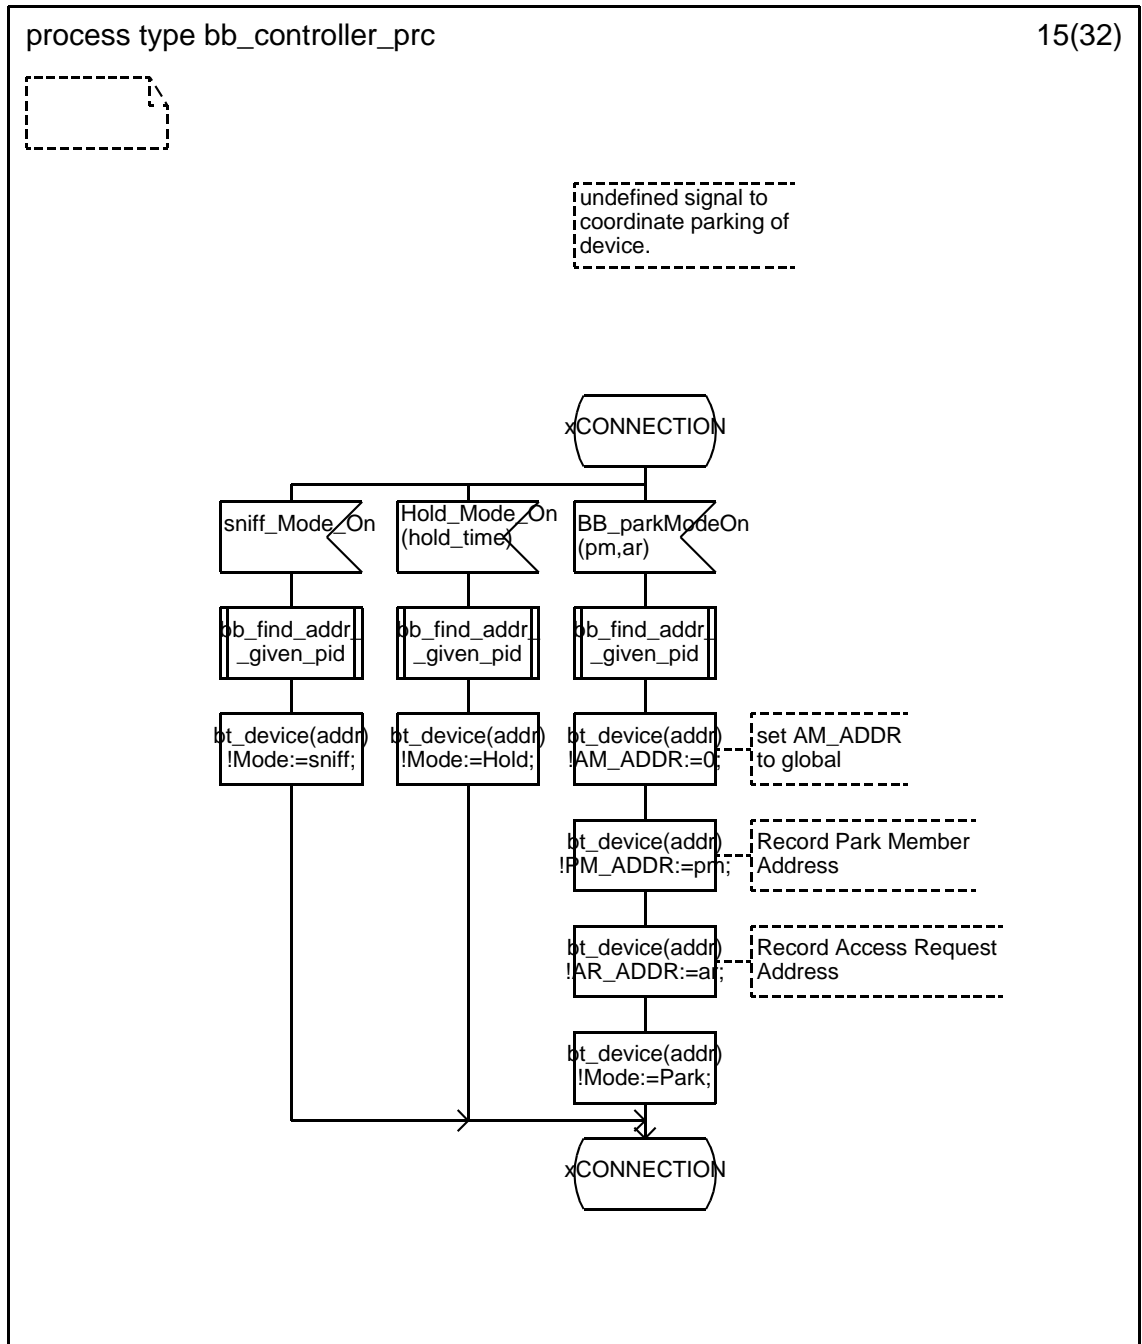 process type bb_controller_prc
15(32)
undefined signal to
coordinate parking of
device.
xCONNECTION
sniff_Mode_On
Hold_Mode_On
(hold_time)
BB_parkModeOn
(pm,ar)
bb_find_addr_
_given_pid
bb_find_addr_
_given_pid
bb_find_addr_
_given_pid
bt_device(addr)
!Mode:=sniff;
bt_device(addr)
!Mode:=Hold;
bt_device(addr)
!AM_ADDR:=0;
set AM_ADDR
to global
bt_device(addr)
!PM_ADDR:=pm;
Record Park Member
Address
bt_device(addr)
!AR_ADDR:=ar;
Record Access Request
Address
bt_device(addr)
!Mode:=Park;
xCONNECTION